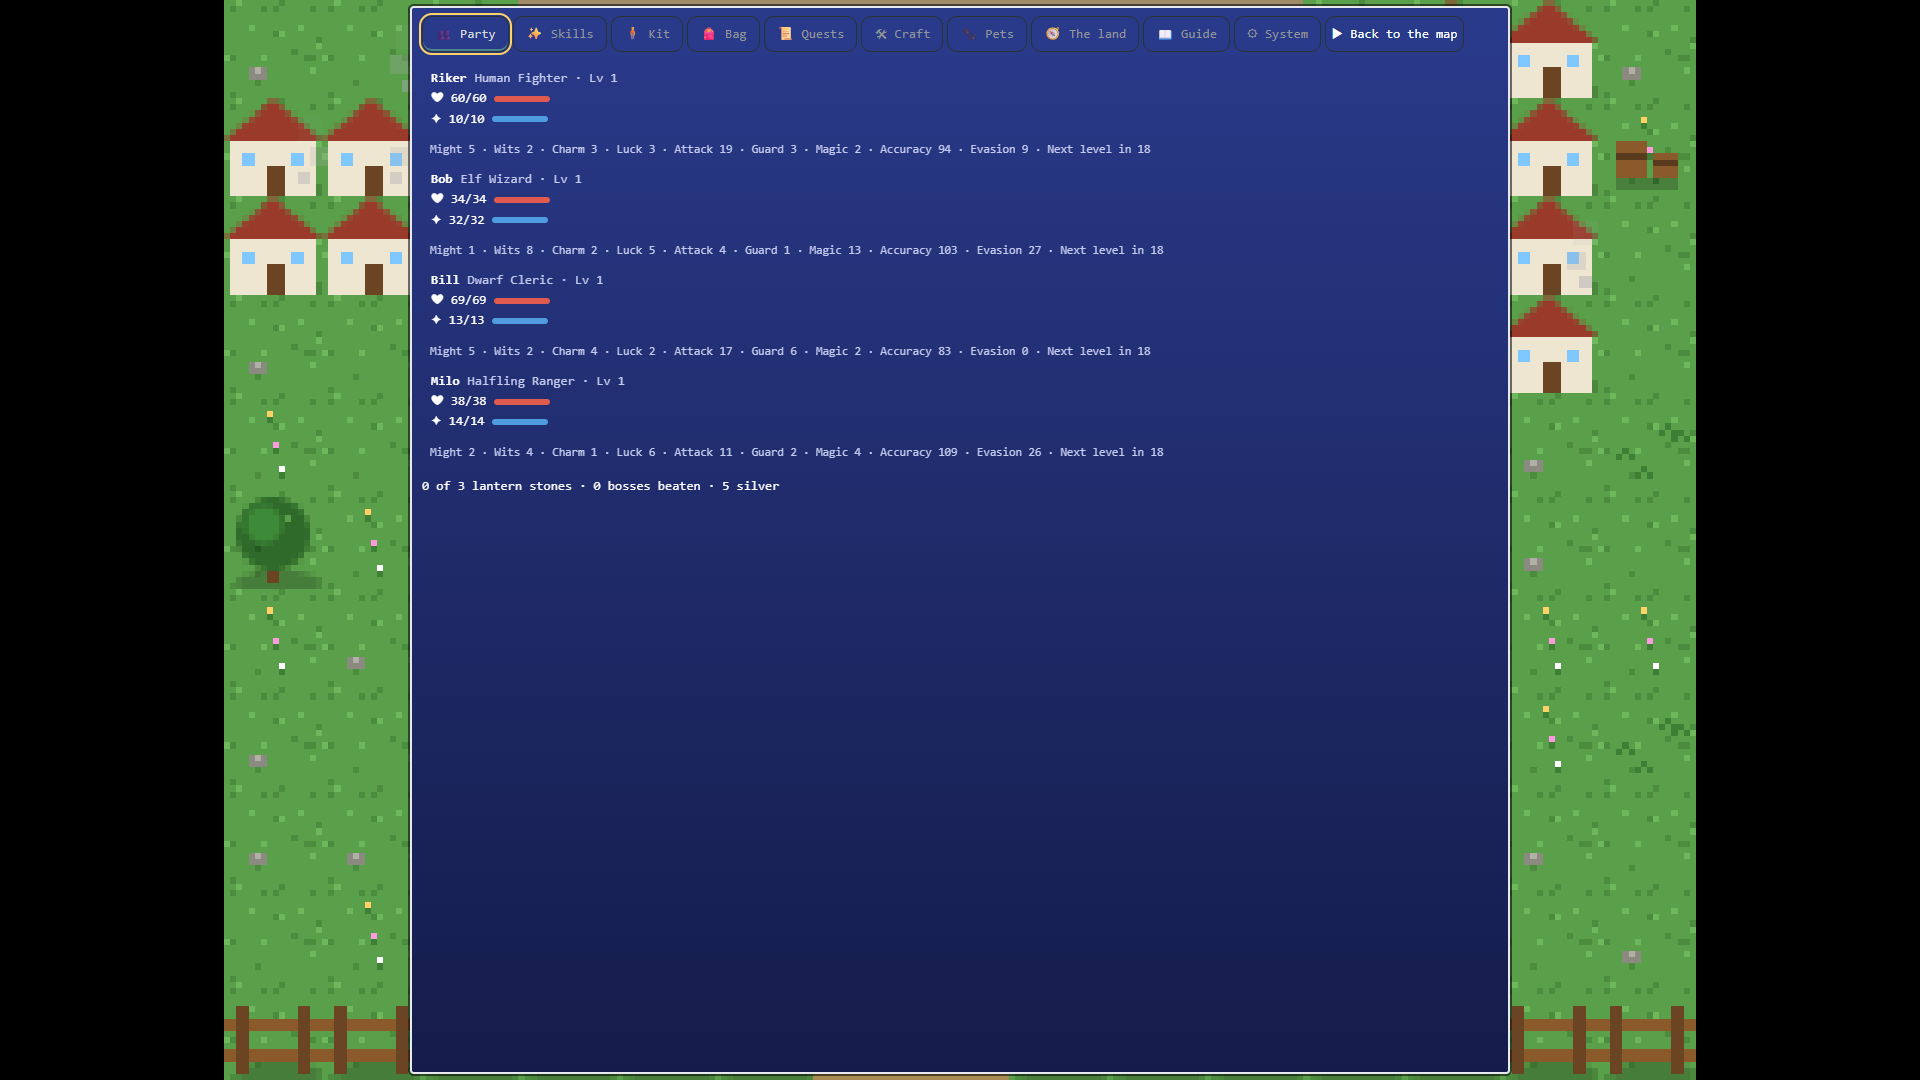 Party Skills Kit Bag Quests Craft Pets The land Guide System Back to the map
Riker Human Fighter · Lv 1
60/60
10/10
Might 5 · Wits 2 · Charm 3 · Luck 3 · Attack 19 · Guard 3 · Magic 2 · Accuracy 94 · Evasion 9 · Next level in 18
Bob Elf Wizard · Lv 1
34/34
32/32
Might 1 · Wits 8 · Charm 2 · Luck 5 · Attack 4 · Guard 1 · Magic 13 · Accuracy 103 · Evasion 27 · Next level in 18
Bill Dwarf Cleric · Lv 1
69/69
13/13
Might 5 · Wits 2 · Charm 4 · Luck 2 · Attack 17 · Guard 6 · Magic 2 · Accuracy 83 · Evasion 0 · Next level in 18
Milo Halfling Ranger · Lv 1
38/38
14/14
Might 2 · Wits 4 · Charm 1 · Luck 6 · Attack 11 · Guard 2 · Magic 4 · Accuracy 109 · Evasion 26 · Next level in 18
0 of 3 lantern stones · 0 bosses beaten · 5 silver